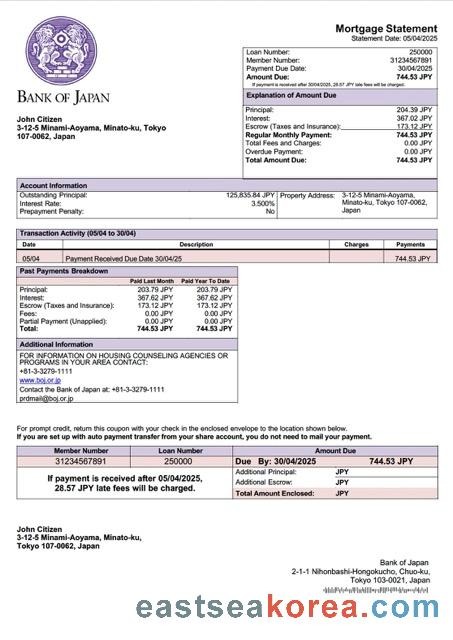 Mortgage Statement
Statement Date: 05/04/2025
BANK OF JAPAN
Loan Number: 250000
Member Number: 31234567891
Payment Due Date: 30/04/2025
Amount Due: 744.53 JPY
If payment is received after 30/04/2025, 28.57 JPY late fees will be charged.
Explanation of Amount Due
Principal: 204.39 JPY
Interest: 367.02 JPY
Escrow (Taxes and Insurance): 173.12 JPY
Regular Monthly Payment: 744.53 JPY
Total Fees and Charges: 0.00 JPY
Overdue Payment: 0.00 JPY
Total Amount Due: 744.53 JPY
John Citizen
3-12-5 Minami-Aoyama, Minato-ku, Tokyo
107-0062, Japan
Account Information
Outstanding Principal: 125,835.84 JPY
Interest Rate: 3.500%
Prepayment Penalty: No
Property Address: 3-12-5 Minami-Aoyama,
Minato-ku, Tokyo 107-0062,
Japan
Transaction Activity (05/04 to 30/04)
Date Description Charges Payments
05/04 Payment Received Due Date 30/04/25 744.53 JPY
Past Payments Breakdown
Paid Last Month Paid Year To Date
Principal: 203.79 JPY 203.79 JPY
Interest: 367.62 JPY 367.62 JPY
Escrow (Taxes and Insurance): 173.12 JPY 173.12 JPY
Fees: 0.00 JPY 0.00 JPY
Partial Payment (Unapplied): 0.00 JPY 0.00 JPY
Total: 744.53 JPY 744.53 JPY
Additional Information
FOR INFORMATION ON HOUSING COUNSELING AGENCIES OR
PROGRAMS IN YOUR AREA CONTACT:
+81-3-3279-1111
www.boj.or.jp
Contact the Bank of Japan at: +81-3-3279-1111
prdmail@boj.or.jp
For prompt credit, return this coupon with your check in the enclosed envelope to the location shown below.
If you are set up with auto payment transfer from your share account, you do not need to mail your payment.
Member Number Loan Number Amount Due
31234567891 250000 Due By: 30/04/2025 744.53 JPY
If payment is received after 05/04/2025,
28.57 JPY late fees will be charged.
Additional Principal: JPY
Additional Escrow: JPY
Total Amount Enclosed: JPY
John Citizen
3-12-5 Minami-Aoyama, Minato-ku,
Tokyo 107-0062, Japan
Bank of Japan
2-1-1 Nihonbashi-Hongokucho, Chuo-ku,
Tokyo 103-0021, Japan
eastseakorea.com